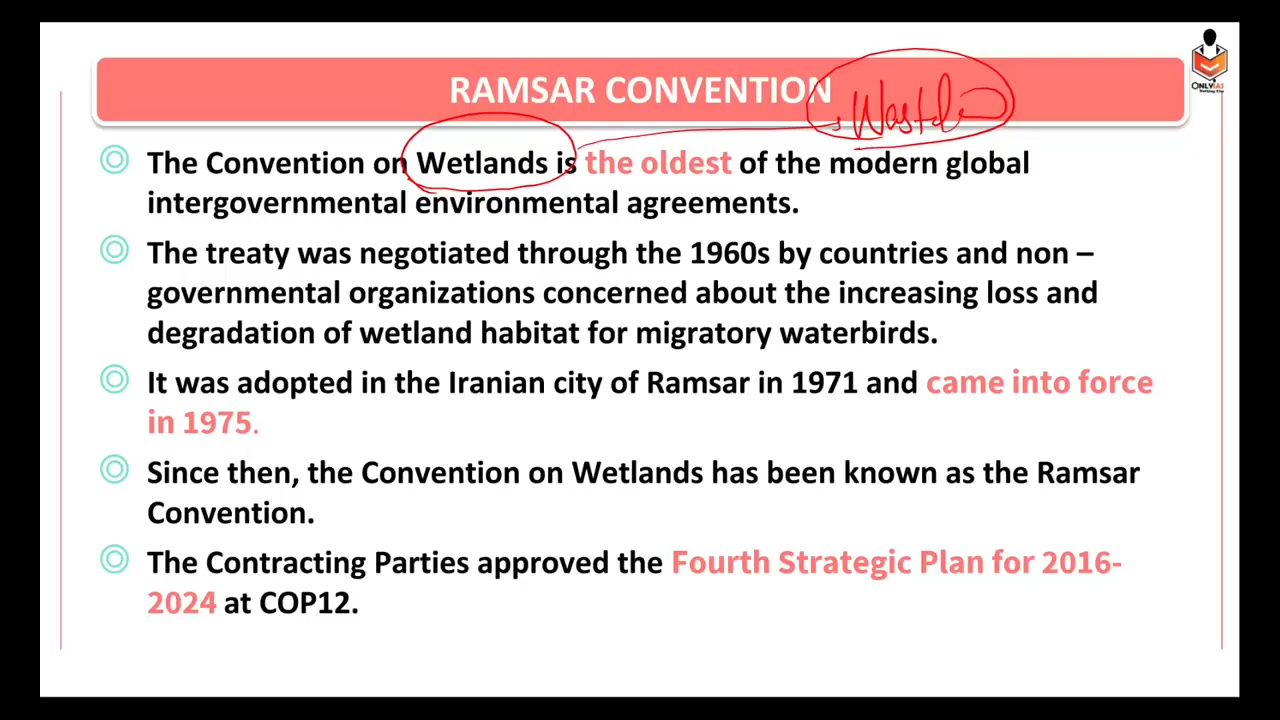 RAMSAR CONVENTION
The Convention on Wetlands is the oldest of the modern global
intergovernmental environmental agreements.
The treaty was negotiated through the 1960s by countries and non –
governmental organizations concerned about the increasing loss and
degradation of wetland habitat for migratory waterbirds.
It was adopted in the Iranian city of Ramsar in 1971 and came into force
in 1975.
Since then, the Convention on Wetlands has been known as the Ramsar
Convention.
The Contracting Parties approved the Fourth Strategic Plan for 2016-
2024 at COP12.
ONLYIAS